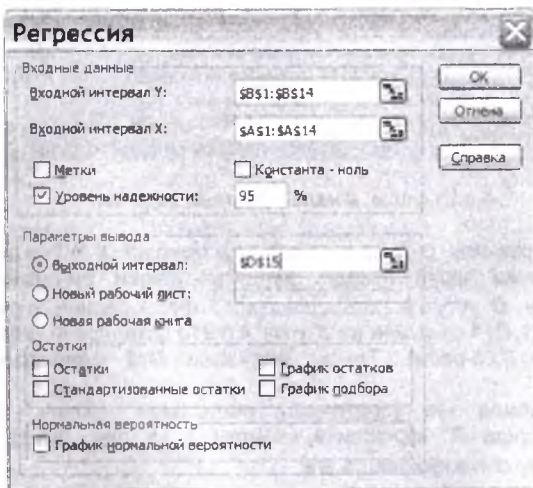 Регрессия
Входные данные
Входной интервал Y: $B$1:$B$14
Входной интервал X: $A$1:$A$14
Метки Константа - ноль
Уровень надежности: 95 %
OK
Отмена
Справка
Параметры вывода
Выходной интервал: $D$15
Новый рабочий лист:
Новая рабочая книга
Остатки
Остатки График остатков
Стандартизованные остатки График подбора
Нормальная вероятность
График нормальной вероятности